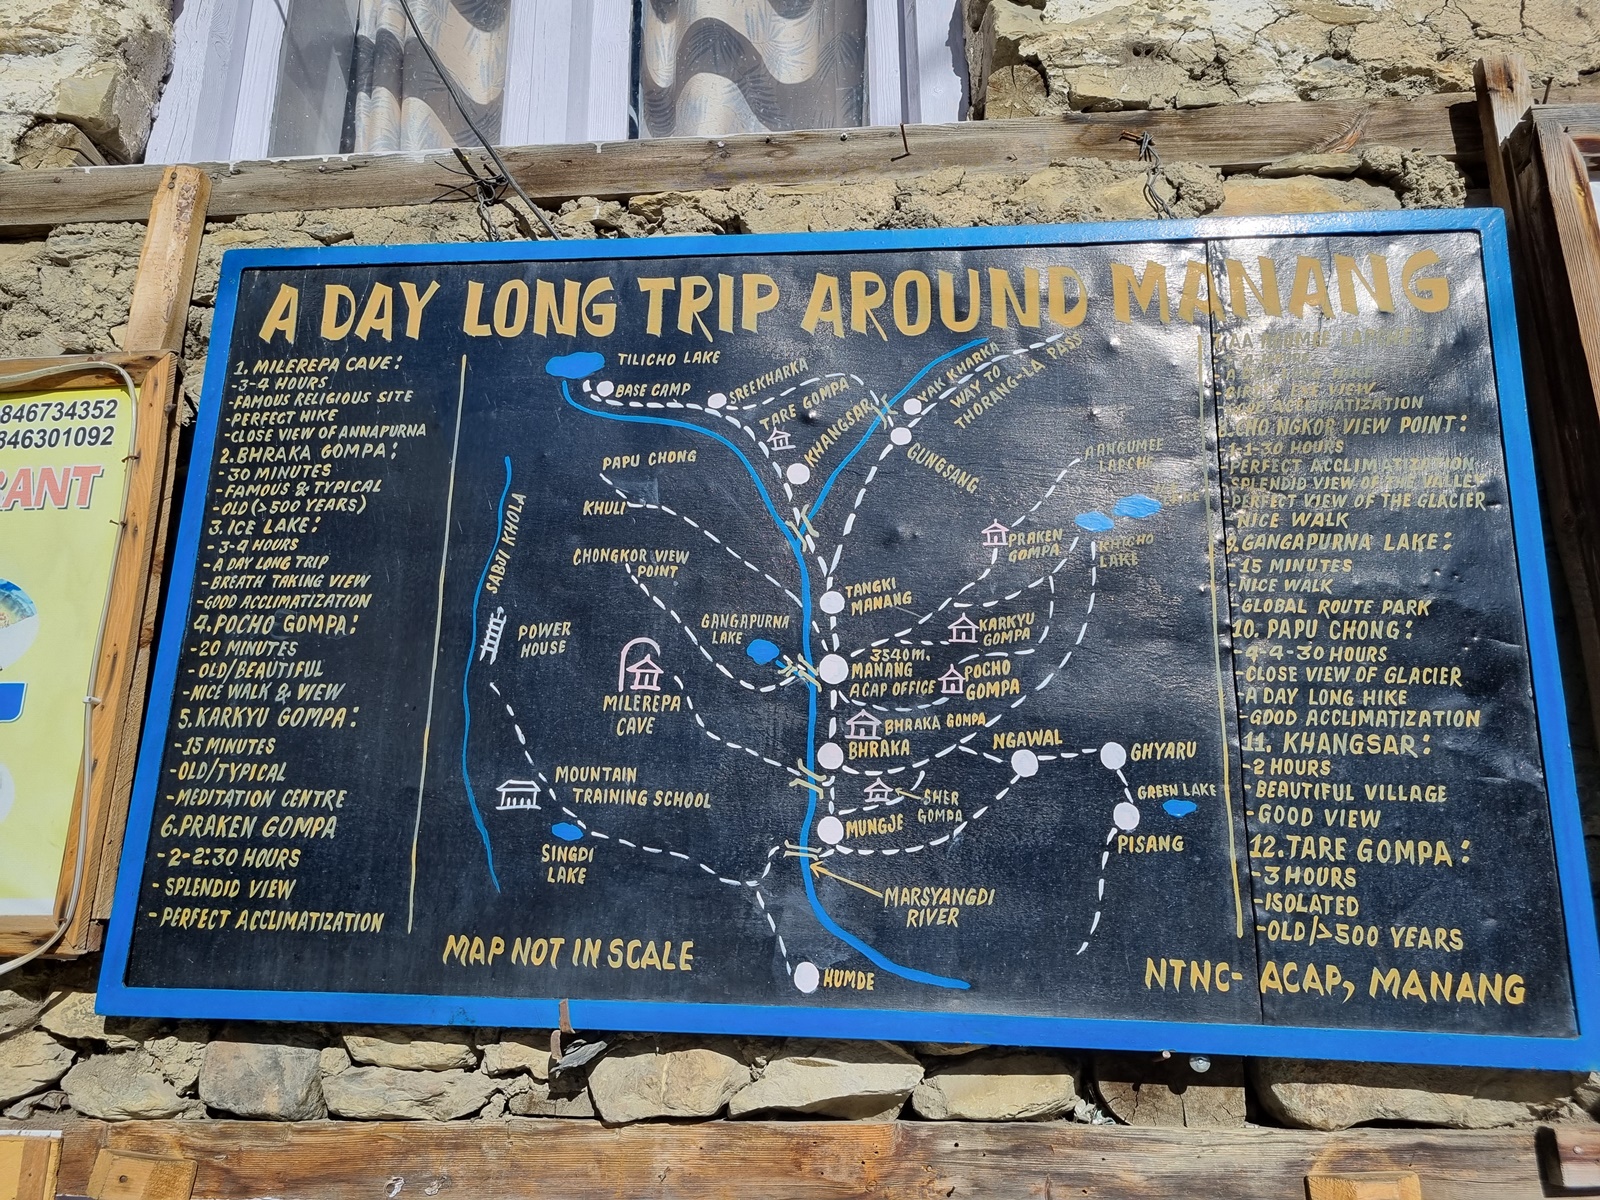 846734352
846301092
RANT
A DAY LONG TRIP AROUND MANANG
1. MILEREPA CAVE:
-3-4 HOURS
-FAMOUS RELIGIOUS SITE
-PERFECT HIKE
-CLOSE VIEW OF ANNAPURNA
2. BHRAKA GOMPA:
-30 MINUTES
-FAMOUS & TYPICAL
-OLD (>500 YEARS)
3. ICE LAKE:
-3-4 HOURS
-A DAY LONG TRIP
-BREATH TAKING VIEW
-GOOD ACCLIMATIZATION
4. POCHO GOMPA:
-20 MINUTES
-OLD/BEAUTIFUL
-NICE WALK & VIEW
5. KARKYU GOMPA:
-15 MINUTES
-OLD/TYPICAL
-MEDITATION CENTRE
6. PRAKEN GOMPA
-2-2:30 HOURS
-SPLENDID VIEW
-PERFECT ACCLIMATIZATION
TILICHO LAKE
BASE CAMP
SREEKHARKA
TARE GOMPA
KHANGSAR
YAK KHARKA
WAY TO
THORANG-LA PASS
GUNGSANG
PAPU CHONG
KHULI
CHONGKOR VIEW
POINT
SABJI KHOLA
POWER
HOUSE
AANGUMEE
LAPCHI
PRAKEN
GOMPA
KHICHO
LAKE
TANGKI
MANANG
GANGAPURNA
LAKE
KARKYU
GOMPA
3540m.
MANANG
ACAP OFFICE
POCHO
GOMPA
MILEREPA
CAVE
BHRAKA GOMPA
BHRAKA
NGAWAL
GHYARU
GREEN LAKE
PISANG
MOUNTAIN
TRAINING SCHOOL
SHER
GOMPA
MUNGJE
SINGDI
LAKE
MARSYANGDI
RIVER
HUMDE
MAP NOT IN SCALE
VIEW
ACCLIMATIZATION
CHONGKOR VIEW POINT:
-1-1-30 HOURS
-PERFECT ACCLIMATIZATION
-SPLENDID VIEW OF THE VALLEY
-PERFECT VIEW OF THE GLACIER
-NICE WALK
9. GANGAPURNA LAKE:
-15 MINUTES
-NICE WALK
-GLOBAL ROUTE PARK
10. PAPU CHONG:
-4-4-30 HOURS
-CLOSE VIEW OF GLACIER
-A DAY LONG HIKE
-GOOD ACCLIMATIZATION
11. KHANGSAR:
-2 HOURS
-BEAUTIFUL VILLAGE
-GOOD VIEW
12. TARE GOMPA:
-3 HOURS
-ISOLATED
-OLD/>500 YEARS
NTNC- ACAP, MANANG